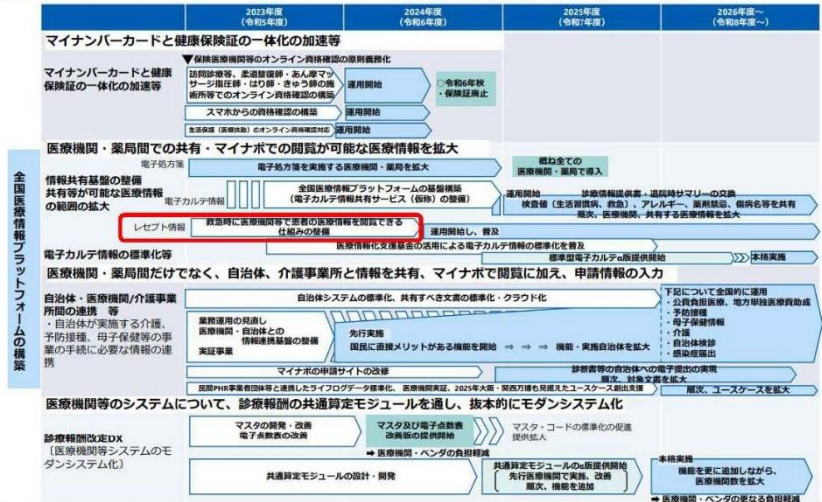 2023年度
(令和5年度)
2024年度
(令和6年度)
2025年度
(令和7年度)
2026年度~
(令和8年度~)
全国医療情報プラットフォームの構築
マイナンバーカードと健康保険証の一体化の加速等
▼保険医療機関等のオンライン資格確認の原則義務化
マイナンバーカードと健康
保険証の一体化の加速等
訪問診療等、柔道整復師・あん摩マッ
サージ指圧師・はり師・きゅう師の施
術所等でのオンライン資格確認の構築
運用開始
○令和6年秋
・保険証廃止
スマホからの資格確認の構築
運用開始
生活保護(医療扶助)のオンライン資格確認対応
運用開始
医療機関・薬局間での共有・マイナポでの閲覧が可能な医療情報を拡大
電子処方箋
電子処方箋を実施する医療機関・薬局を拡大
概ね全ての
医療機関・薬局で導入
情報共有基盤の整備
共有等が可能な医療情報
の範囲の拡大
電子カルテ情報
全国医療情報プラットフォームの基盤構築
(電子カルテ情報共有サービス(仮称)の整備)
運用開始
診療情報提供書・退院時サマリーの交換
検査値〔生活習慣病、救急〕、アレルギー、薬剤禁忌、傷病名等を共有
順次、医療機関、共有する医療情報を拡大
レセプト情報
救急時に医療機関等で患者の医療情報を閲覧できる
仕組みの整備
運用開始し、普及
電子カルテ情報の標準化等
医療情報化支援基金の活用による電子カルテ情報の標準化を普及
標準型電子カルテα版提供開始
本格実施
医療機関・薬局間だけでなく、自治体、介護事業所と情報を共有、マイナポで閲覧に加え、申請情報の入力
自治体・医療機関/介護事業
所間の連携 等
・自治体が実施する介護、
予防接種、母子保健等の事
業の手続に必要な情報の連
携
自治体システムの標準化、共有すべき文書の標準化・クラウド化
業務運用の見直し
医療機関・自治体との
情報連携基盤の整備
実証事業
先行実施
国民に直接メリットがある機能を開始 ⇒ ⇒ ⇒ 機能・実施自治体を拡大
下記について全国的に運用
・公費負担医療、地方単独医療費助成
・予防接種
・母子保健情報
・介護
・自治体検診
・感染症届出
マイナポの申請サイトの改修
診断書等の自治体への電子提出の実現
順次、対象文書を拡大
民間PHR事業者団体等と連携したライフログデータ標準化、医療機関実証、2025年大阪・関西万博も見据えたユースケース創出支援
順次、ユースケースを拡大
医療機関等のシステムについて、診療報酬の共通算定モジュールを通し、抜本的にモダンシステム化
診療報酬改定DX
〔医療機関等システムのモ
ダンシステム化〕
マスタの開発・改善
電子点数表の改善
マスタ及び電子点数表
改善版の提供開始
マスタ・コードの標準化の促進
提供拡大
➡ 医療機関・ベンダの負担軽減
共通算定モジュールの設計・開発
共通算定モジュールのα版提供開始
先行医療機関で実施、改善
順次、機能を追加
本格実施
機能を更に追加しながら、
医療機関数を拡大
➡ 医療機関・ベンダの更なる負担軽減